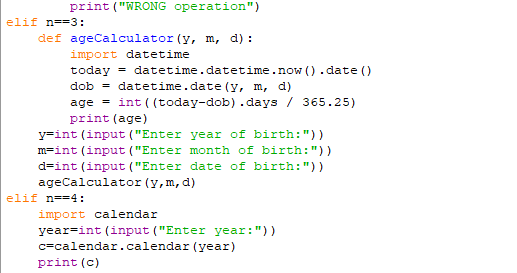 print("WRONG operation")
elif n==3:
    def ageCalculator(y, m, d):
        import datetime
        today = datetime.datetime.now().date()
        dob = datetime.date(y, m, d)
        age = int((today-dob).days / 365.25)
        print(age)
    y=int(input("Enter year of birth:"))
    m=int(input("Enter month of birth:"))
    d=int(input("Enter date of birth:"))
    ageCalculator(y,m,d)
elif n==4:
    import calendar
    year=int(input("Enter year:"))
    c=calendar.calendar(year)
    print(c)